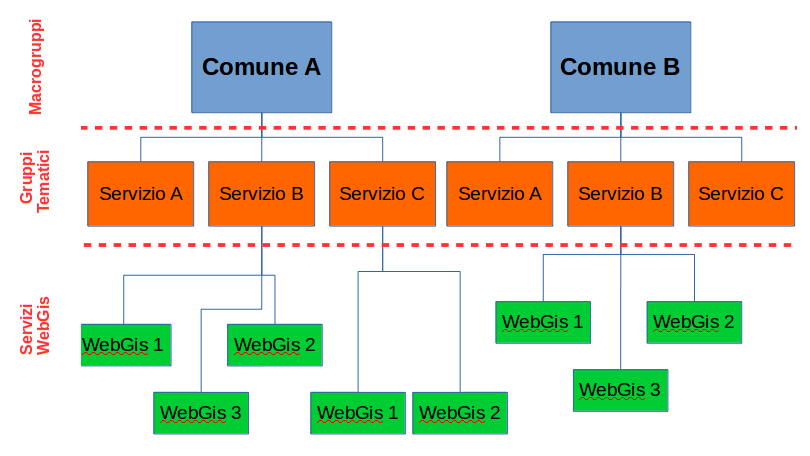 Macrogruppi
Comune A
Comune B
Gruppi
Tematici
Servizio A
Servizio B
Servizio C
Servizio A
Servizio B
Servizio C
Servizi
WebGis
WebGis 1
WebGis 2
WebGis 1
WebGis 2
WebGis 3
WebGis 1
WebGis 2
WebGis 3